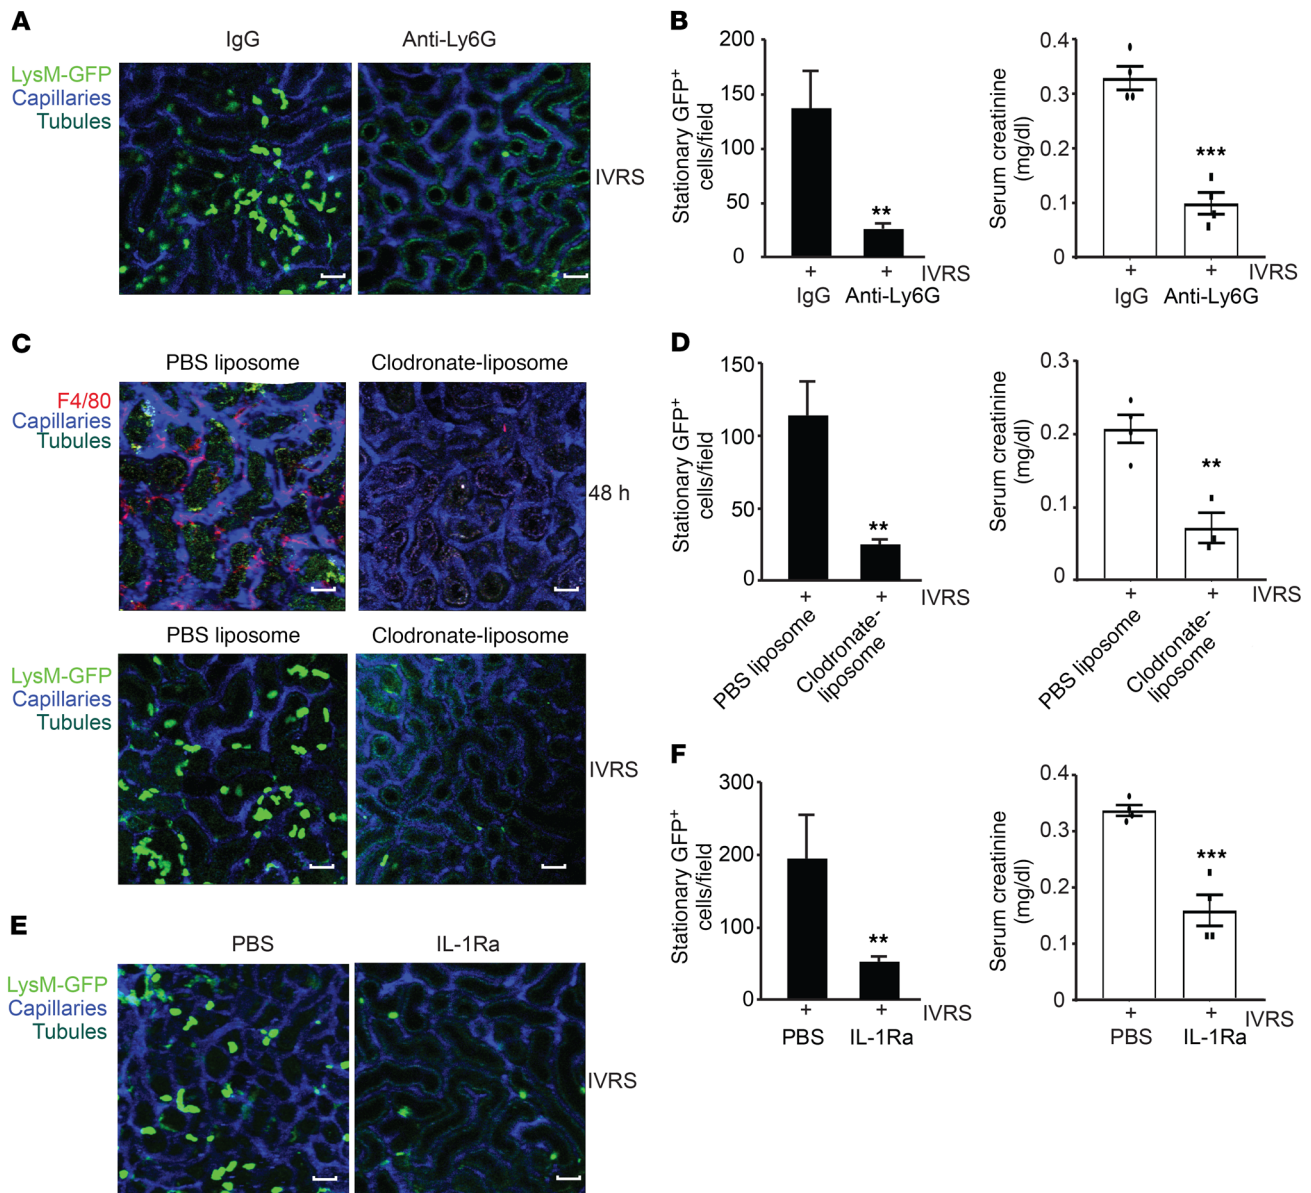 A
IgG
Anti-Ly6G
LysM-GFP
Capillaries
Tubules
IVRS
B
Stationary GFP+
cells/field
200
150
100
50
0
**
+
+
IVRS
IgG
Anti-Ly6G
Serum creatinine
(mg/dl)
0.4
0.3
0.2
0.1
0
***
+
+
IVRS
IgG
Anti-Ly6G
C
PBS liposome
Clodronate-liposome
F4/80
Capillaries
Tubules
48 h
PBS liposome
Clodronate-liposome
LysM-GFP
Capillaries
Tubules
IVRS
D
Stationary GFP+
cells/field
150
100
50
0
**
+
+
IVRS
PBS liposome
Clodronate-
liposome
Serum creatinine
(mg/dl)
0.3
0.2
0.1
0
**
+
+
IVRS
PBS liposome
Clodronate-
liposome
E
PBS
IL-1Ra
LysM-GFP
Capillaries
Tubules
IVRS
F
Stationary GFP+
cells/field
300
200
100
0
**
+
+
IVRS
PBS
IL-1Ra
Serum creatinine
(mg/dl)
0.4
0.3
0.2
0.1
0
***
+
+
IVRS
PBS
IL-1Ra